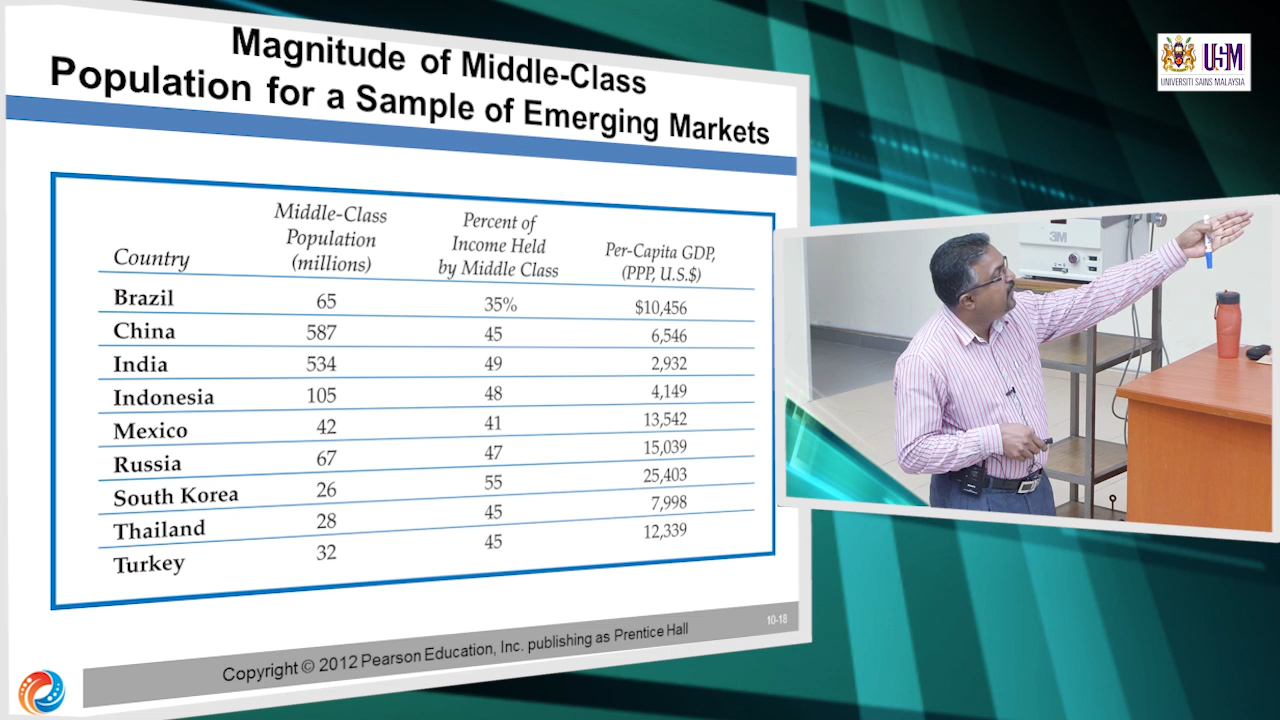 Magnitude of Middle-Class
Population for a Sample of Emerging Markets
Country
Middle-Class
Population
(millions)
Percent of
Income Held
by Middle Class
Per-Capita GDP,
(PPP, U.S.$)
Brazil 65 35% $10,456
China 587 45 6,546
India 534 49 2,932
Indonesia 105 48 4,149
Mexico 42 41 13,542
Russia 67 47 15,039
South Korea 26 55 25,403
Thailand 28 45 7,998
Turkey 32 45 12,339
Copyright © 2012 Pearson Education, Inc. publishing as Prentice Hall
10-18
USM
UNIVERSITI SAINS MALAYSIA
3M